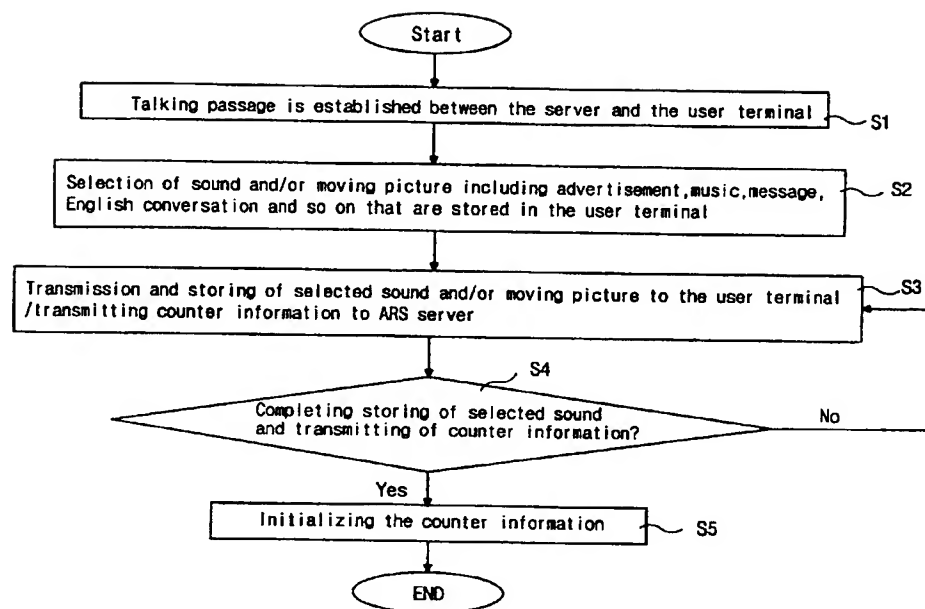 Start
Talking passage is established between the server and the user terminal
S1
Selection of sound and/or moving picture including advertisement,music,message,
English conversation and so on that are stored in the user terminal
S2
Transmission and storing of selected sound and/or moving picture to the user terminal
/transmitting counter information to ARS server
S3
S4
Completing storing of selected sound
and transmitting of counter information?
No
Yes
Initializing the counter information
S5
END